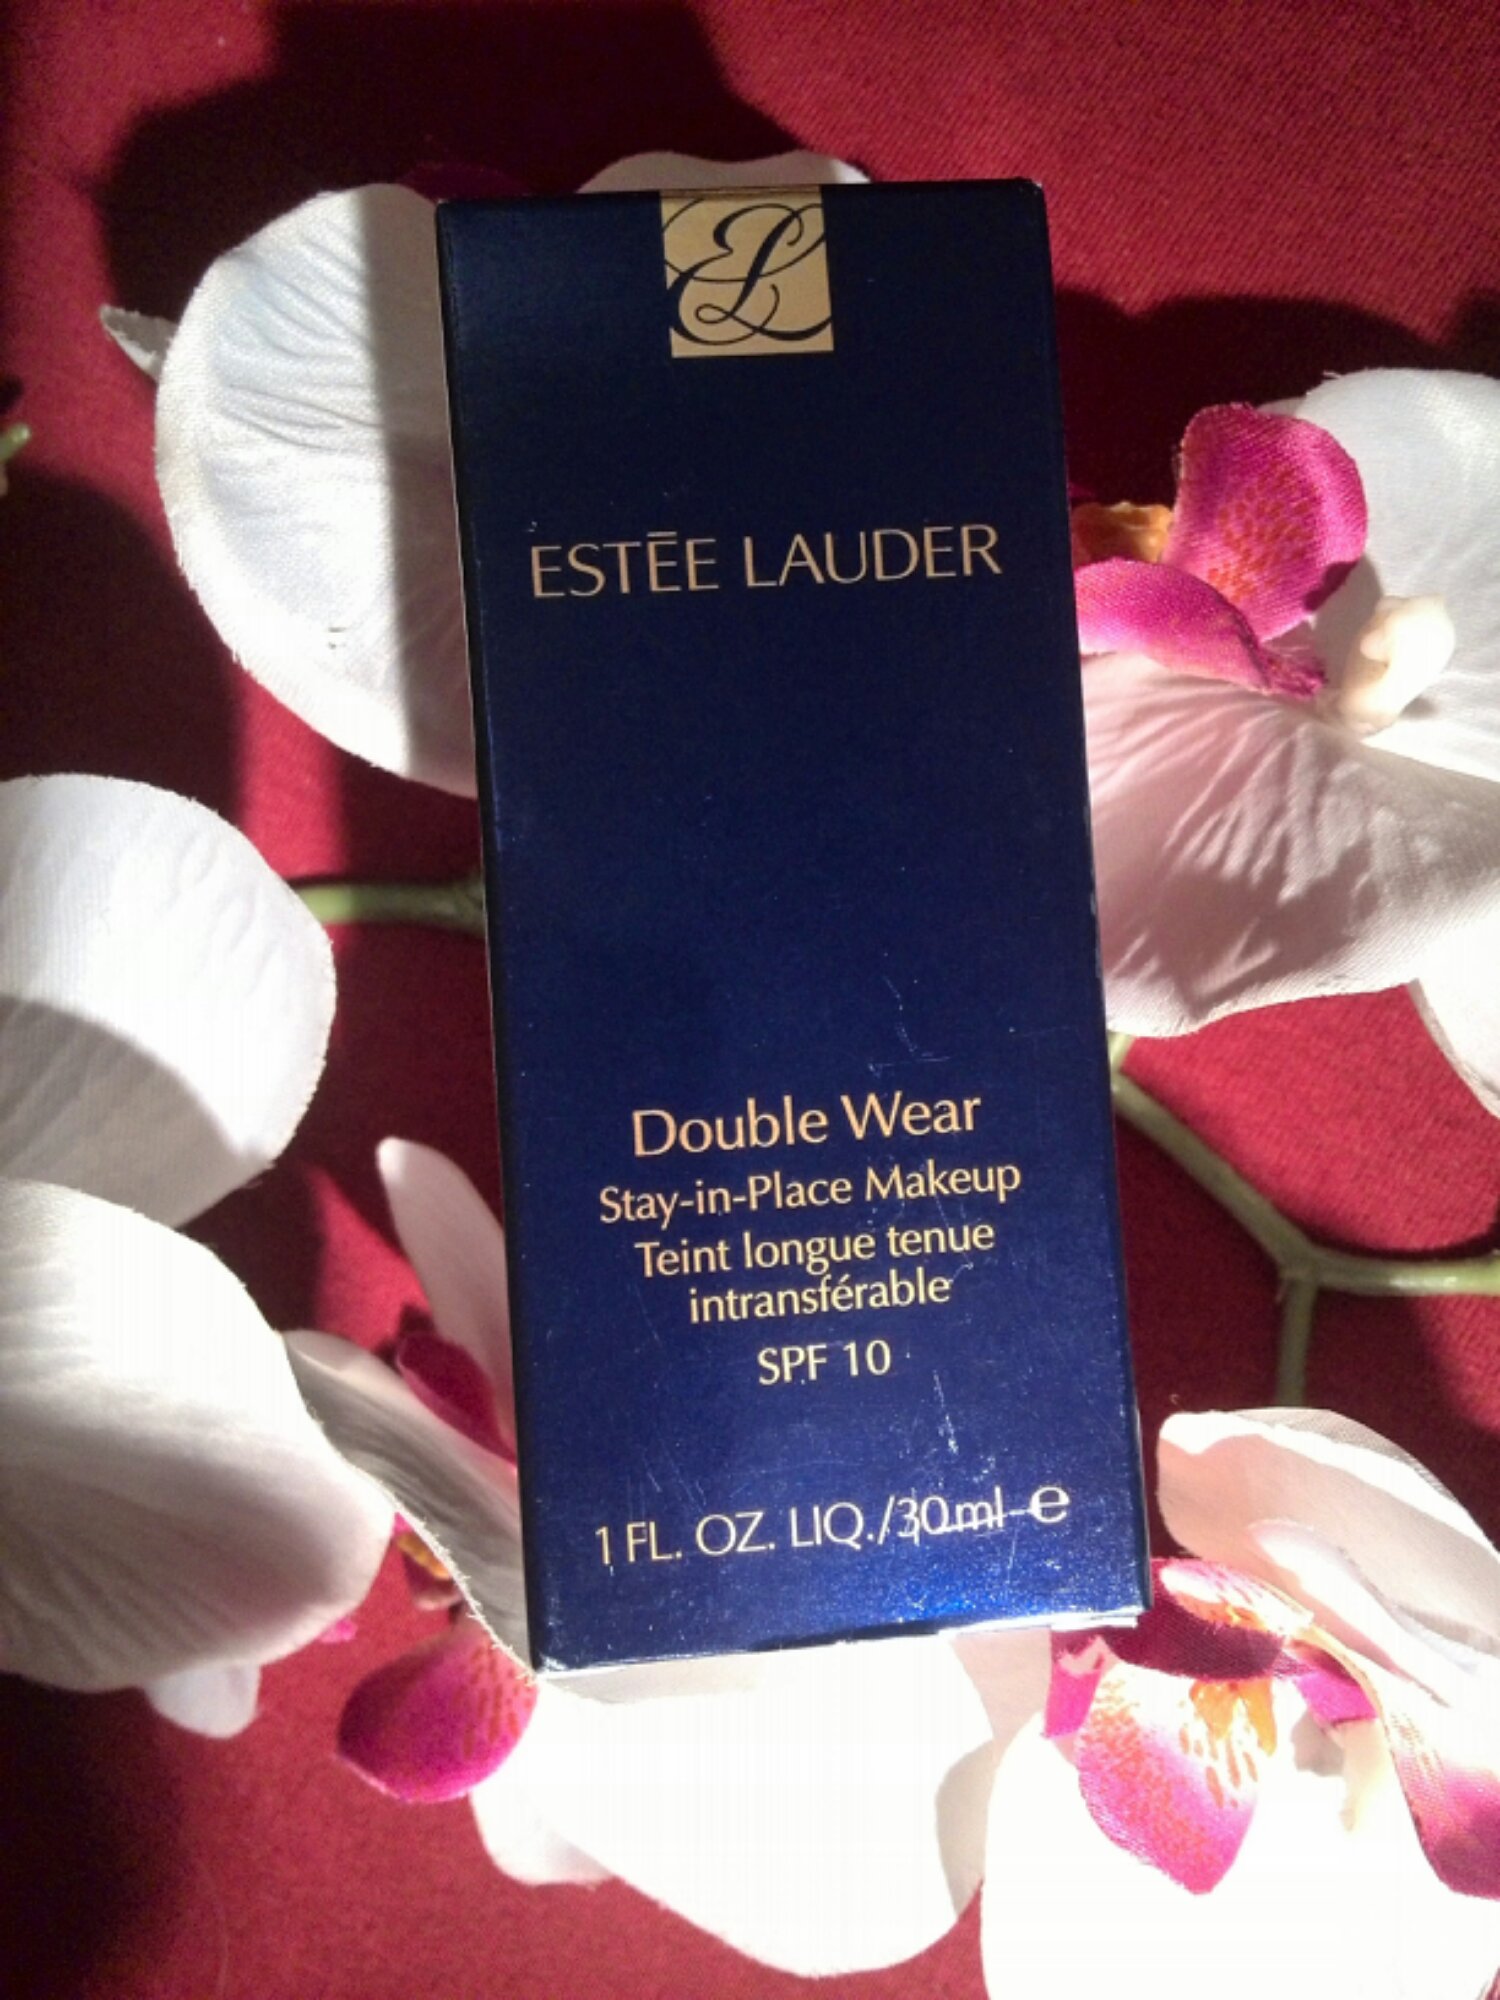 EL
ESTĒE LAUDER
Double Wear
Stay-in-Place Makeup
Teint longue tenue
intransférable
SPF 10
1 FL. OZ. LIQ./30ml e